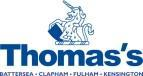 Thomas's
BATTERSEA • CLAPHAM • FULHAM • KENSINGTON